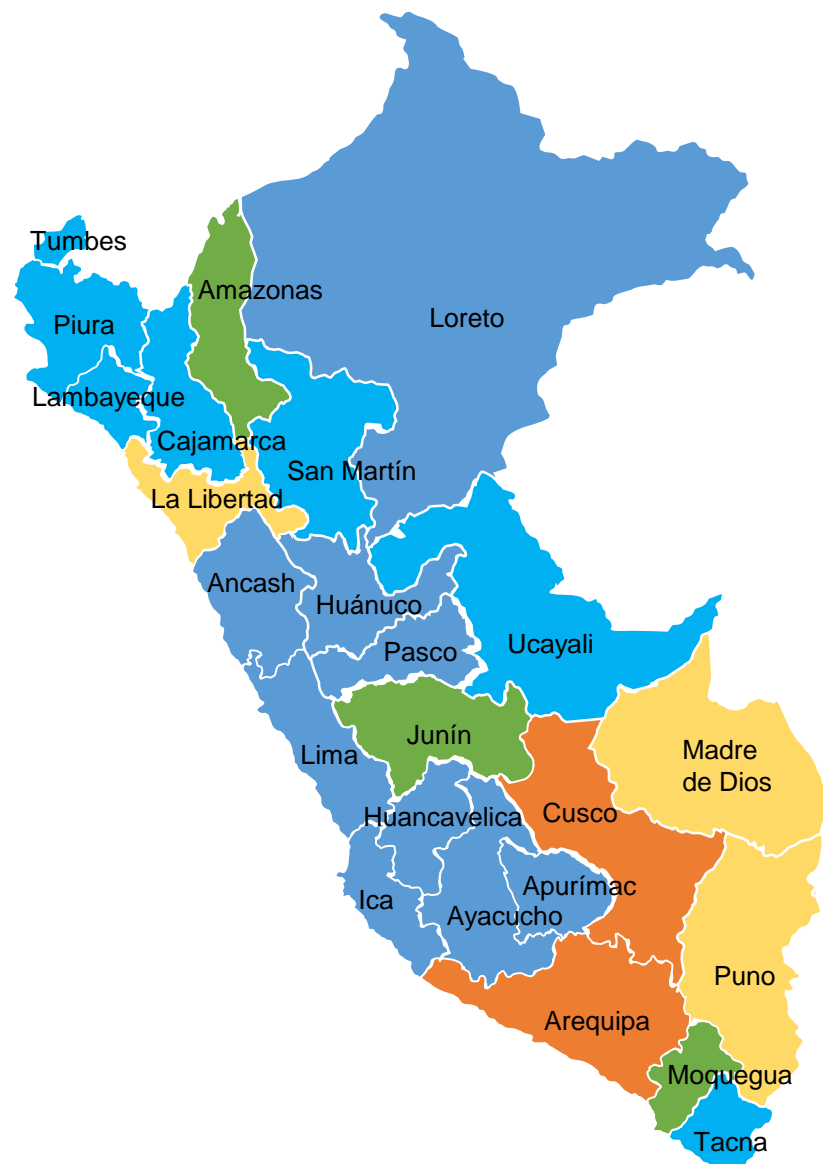 Tumbes
Amazonas
Piura
Loreto
Lambayeque
Cajamarca
San Martín
La Libertad
Ancash
Huánuco
Ucayali
Pasco
Junín
Lima
Madre
de Dios
Huancavelica
Cusco
Apurímac
Ica
Ayacucho
Puno
Arequipa
Moquegua
Tacna